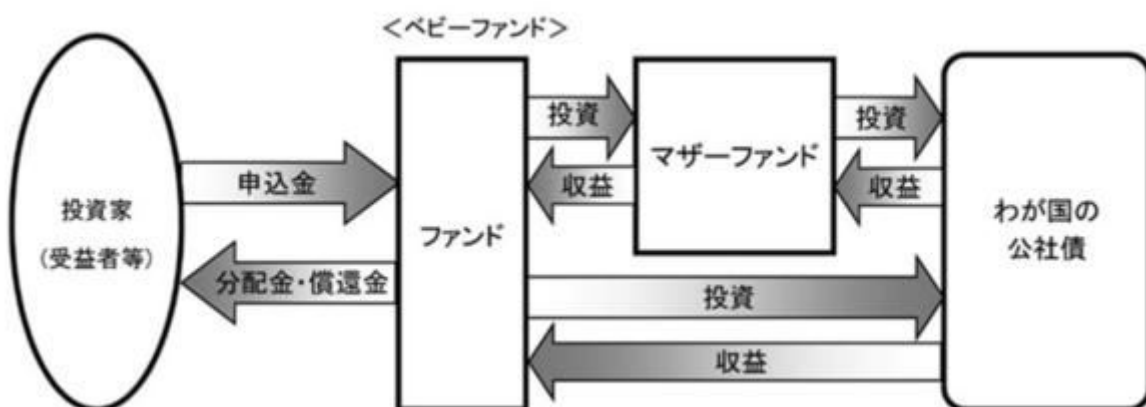 <ベビーファンド>
投資家
(受益者等)
申込金
分配金・償還金
ファンド
投資
収益
マザーファンド
投資
収益
投資
収益
わが国の
公社債